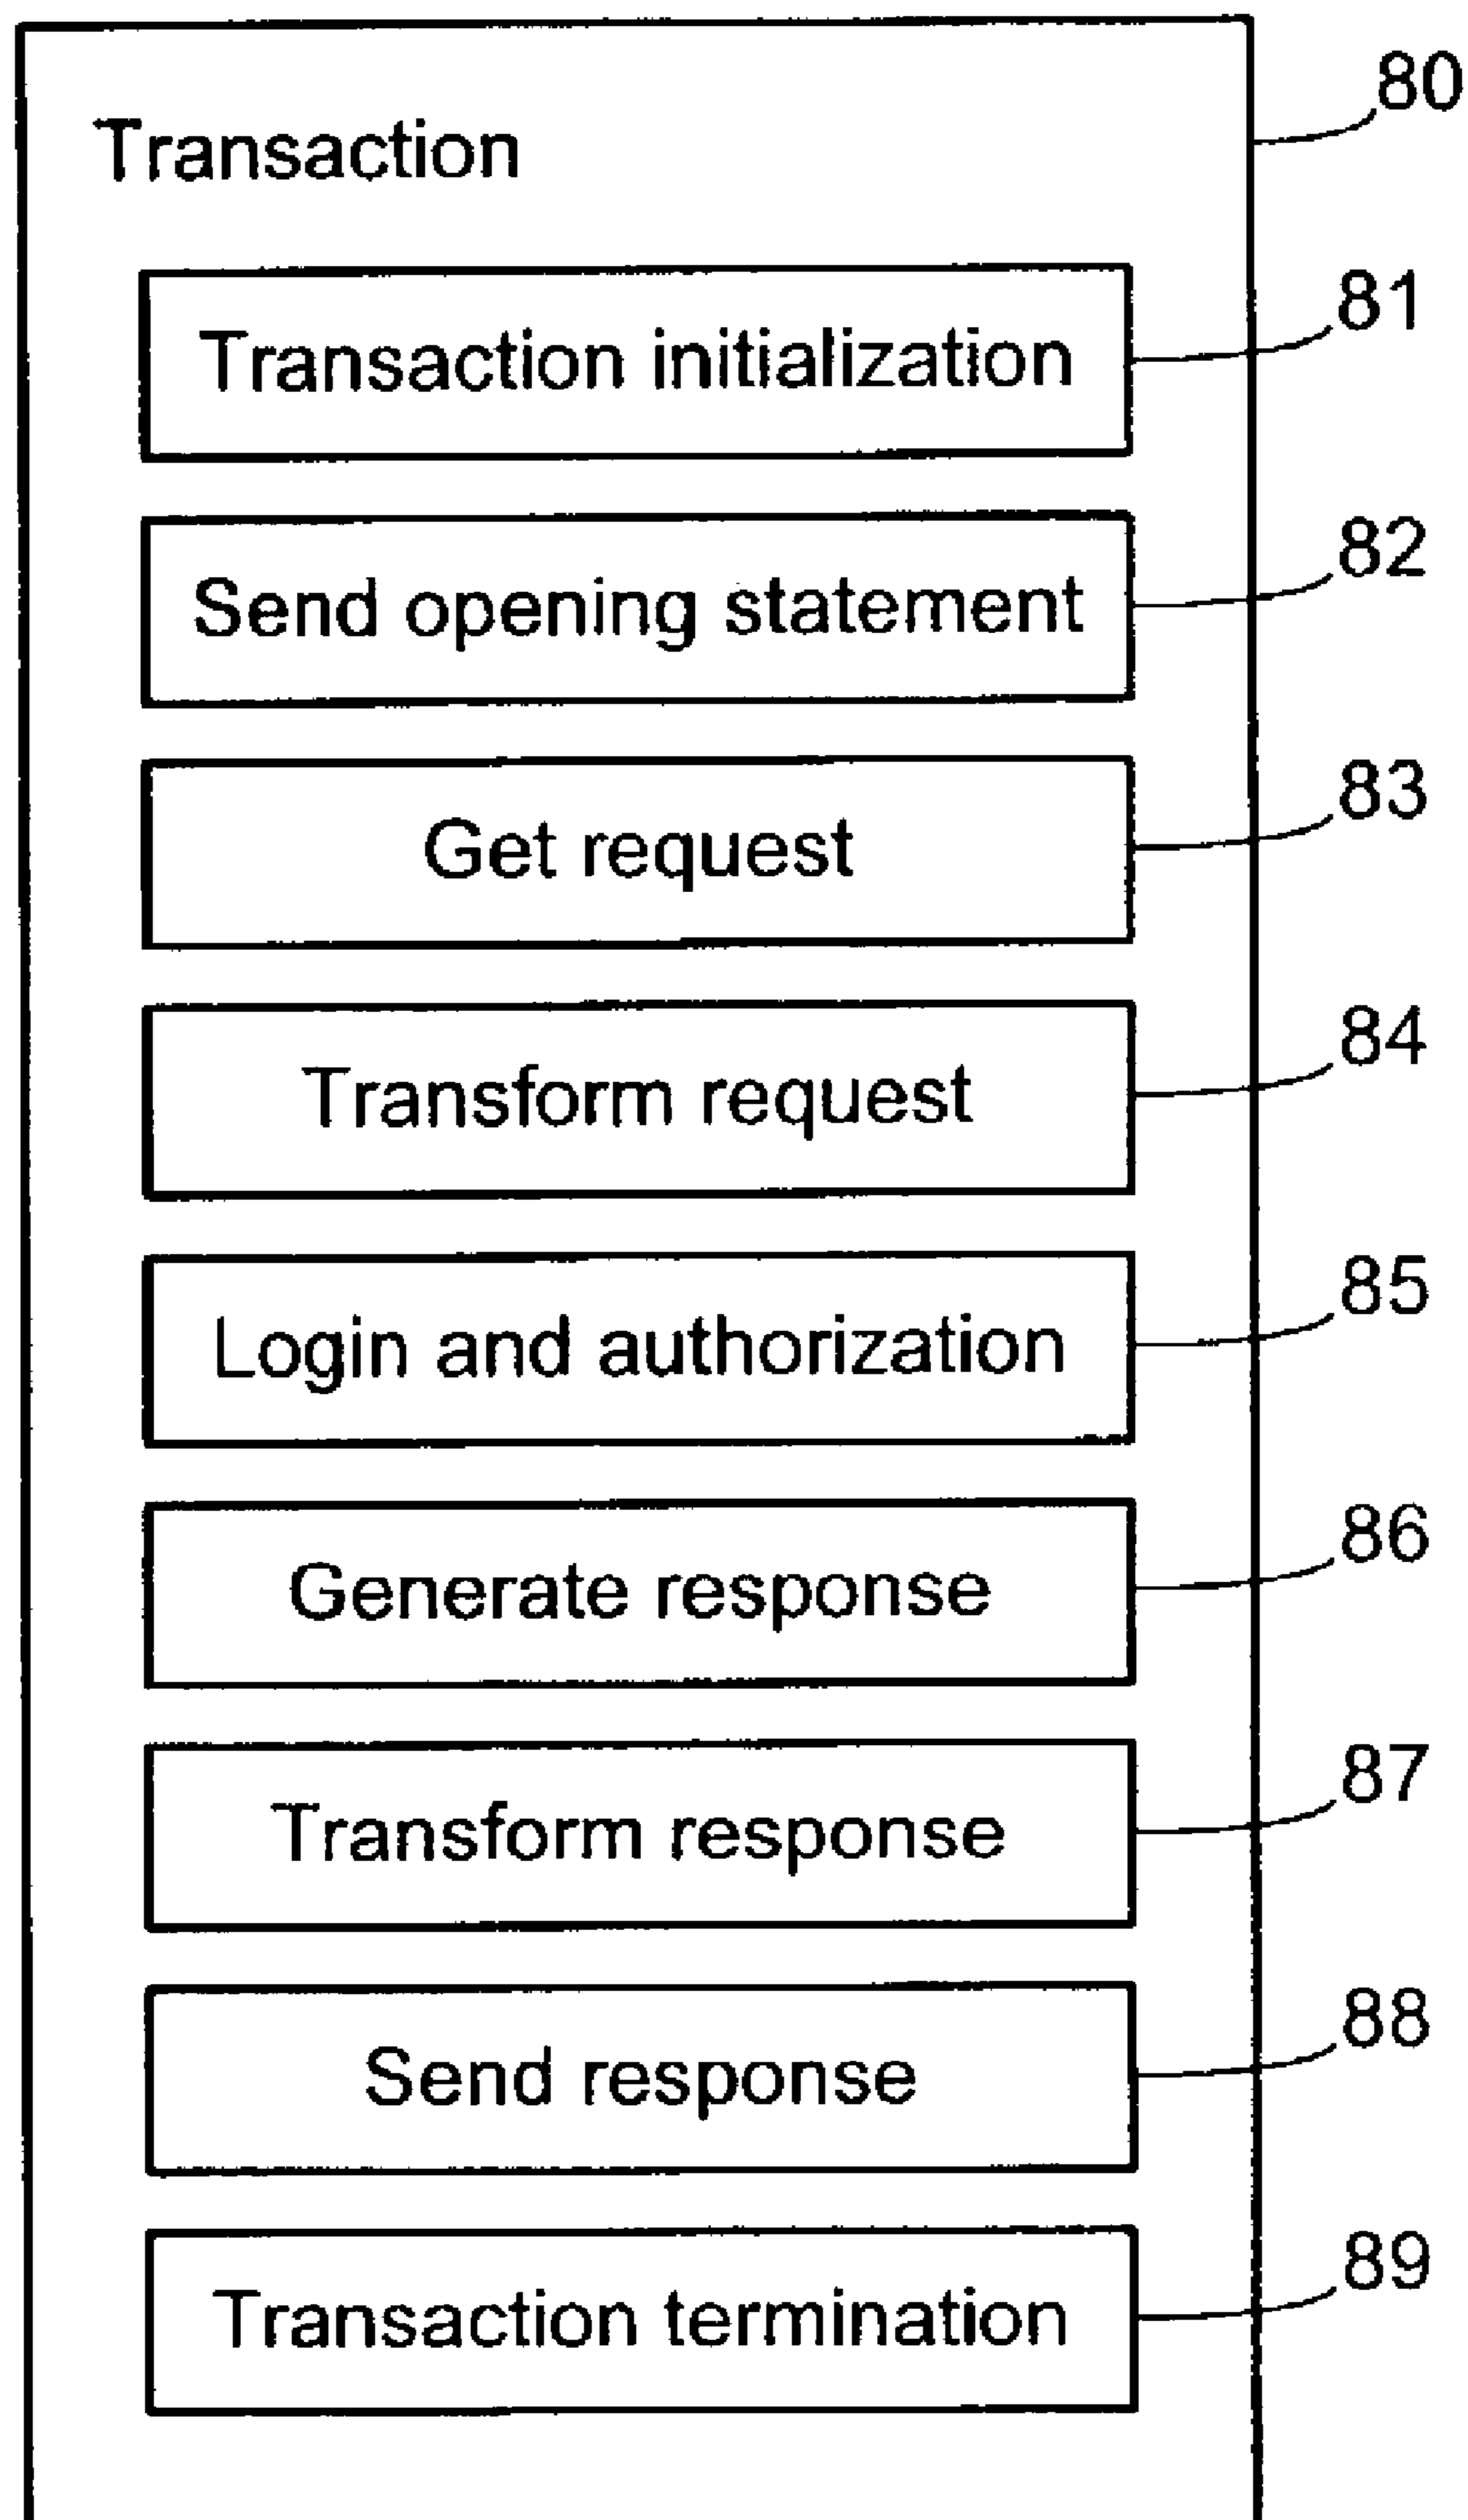 80
Transaction
81
Transaction initialization
82
Send opening statement
83
Get request
84
Transform request
85
Login and authorization
86
Generate response
87
Transform response
88
Send response
89
Transaction termination